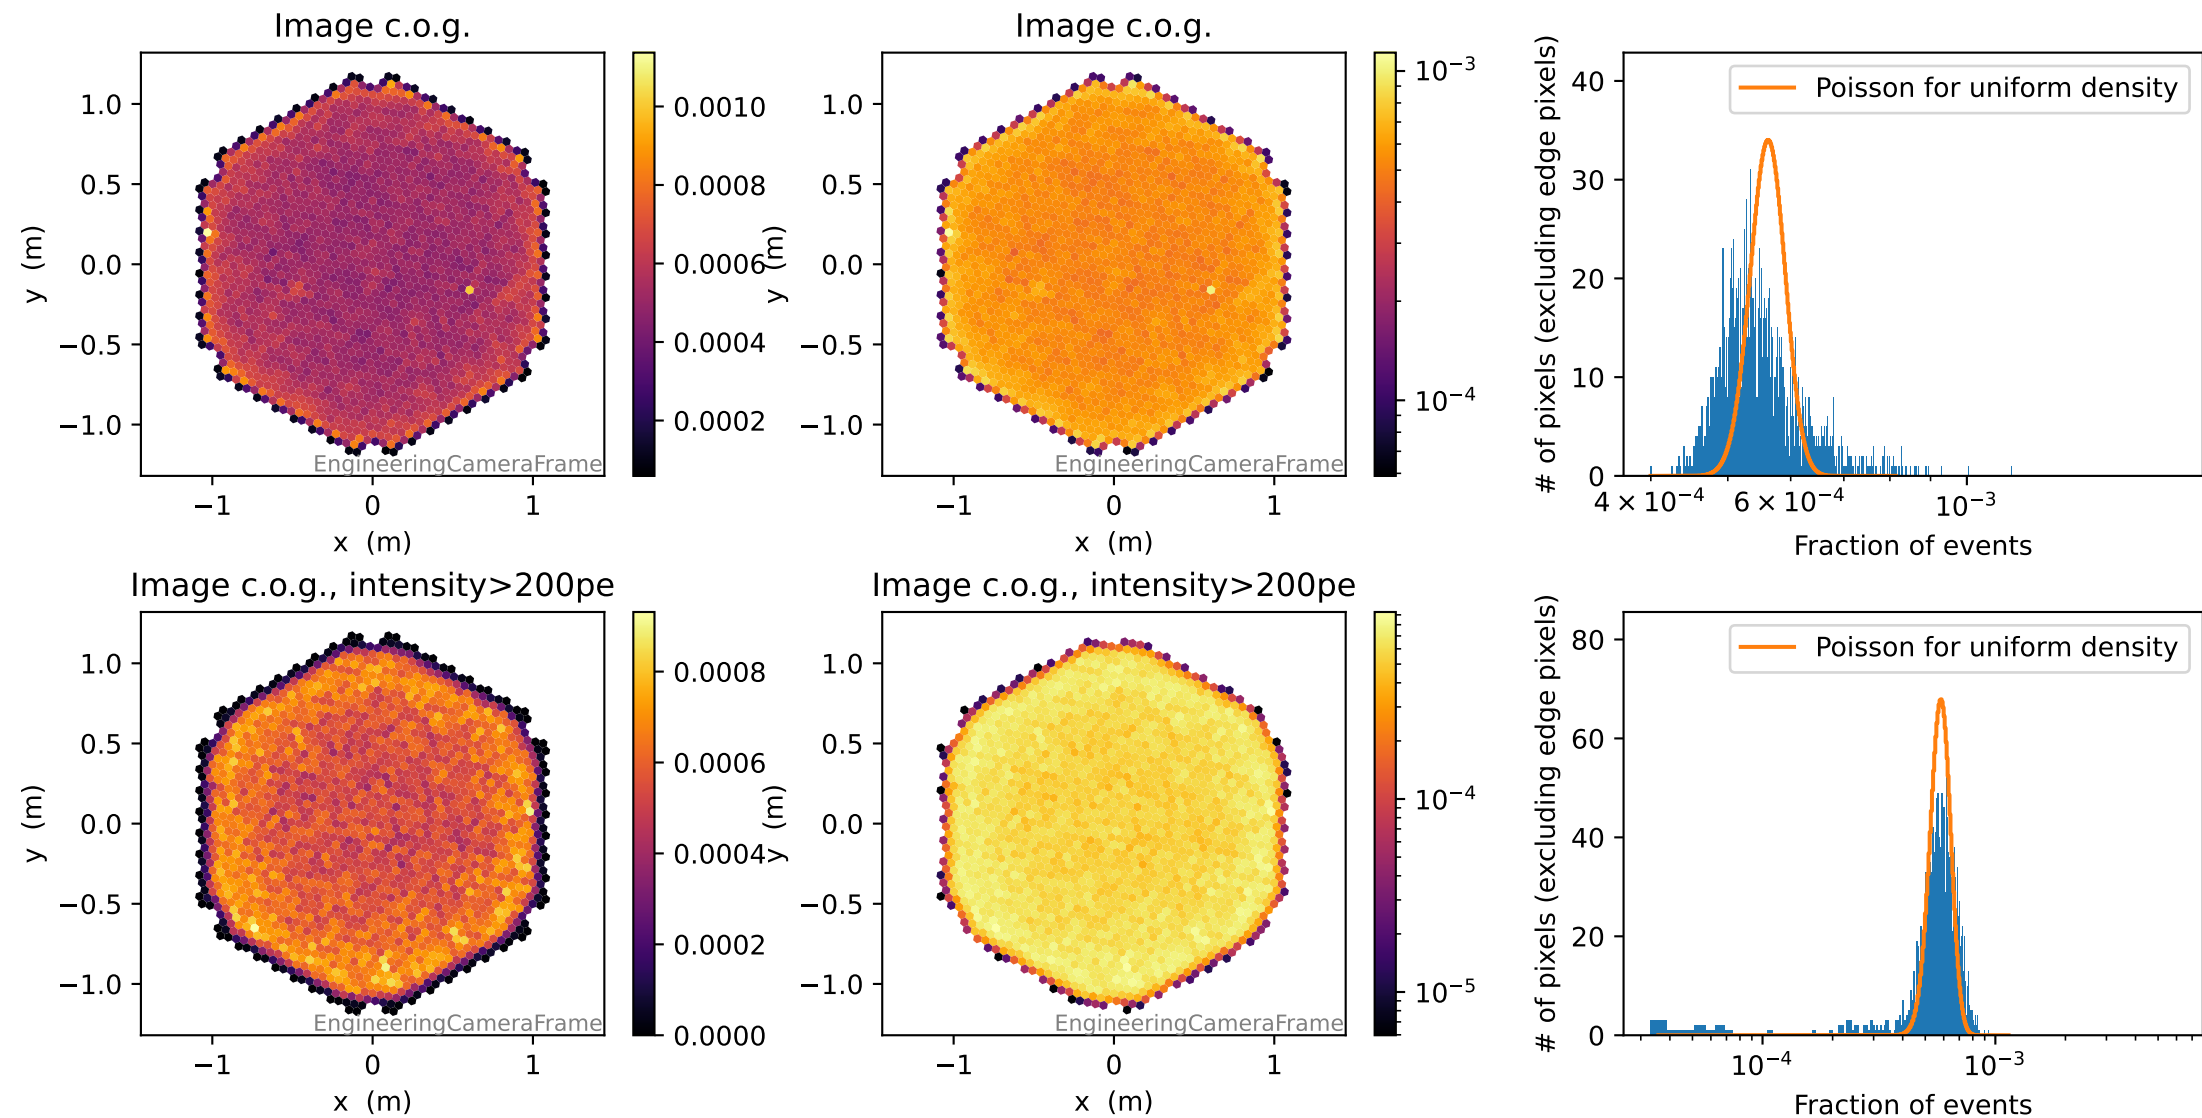 Image c.o.g.
1.0
0.5
0.0
−0.5
−1.0
y (m)
−1
0
1
x (m)
EngineeringCameraFrame
0.0010
0.0008
0.0006
0.0004
0.0002
Image c.o.g.
1.0
0.5
0.0
−0.5
−1.0
y (m)
−1
0
1
x (m)
EngineeringCameraFrame
10⁻³
10⁻⁴
# of pixels (excluding edge pixels)
40
30
20
10
0
Poisson for uniform density
4 × 10⁻⁴
6 × 10⁻⁴
10⁻³
Fraction of events
Image c.o.g., intensity>200pe
1.0
0.5
0.0
−0.5
−1.0
y (m)
−1
0
1
x (m)
EngineeringCameraFrame
0.0008
0.0006
0.0004
0.0002
0.0000
Image c.o.g., intensity>200pe
1.0
0.5
0.0
−0.5
−1.0
y (m)
−1
0
1
x (m)
EngineeringCameraFrame
10⁻⁴
10⁻⁵
# of pixels (excluding edge pixels)
80
60
40
20
0
Poisson for uniform density
10⁻⁴
10⁻³
Fraction of events